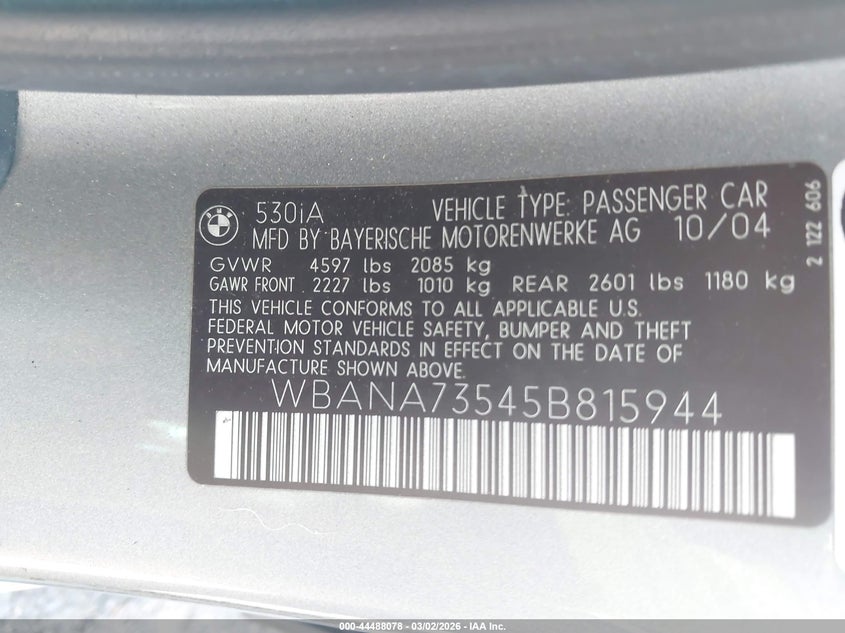 BMW
530iA VEHICLE TYPE: PASSENGER CAR
MFD BY BAYERISCHE MOTORENWERKE AG 10/04
GVWR 4597 lbs 2085 kg
GAWR FRONT 2227 lbs 1010 kg REAR 2601 lbs 1180 kg
THIS VEHICLE CONFORMS TO ALL APPLICABLE U.S.
FEDERAL MOTOR VEHICLE SAFETY, BUMPER AND THEFT
PREVENTION STANDARDS IN EFFECT ON THE DATE OF
MANUFACTURE SHOWN ABOVE.
WBANA73545B815944
2 122 606
000-44488078 - 03/02/2026 - IAA Inc.